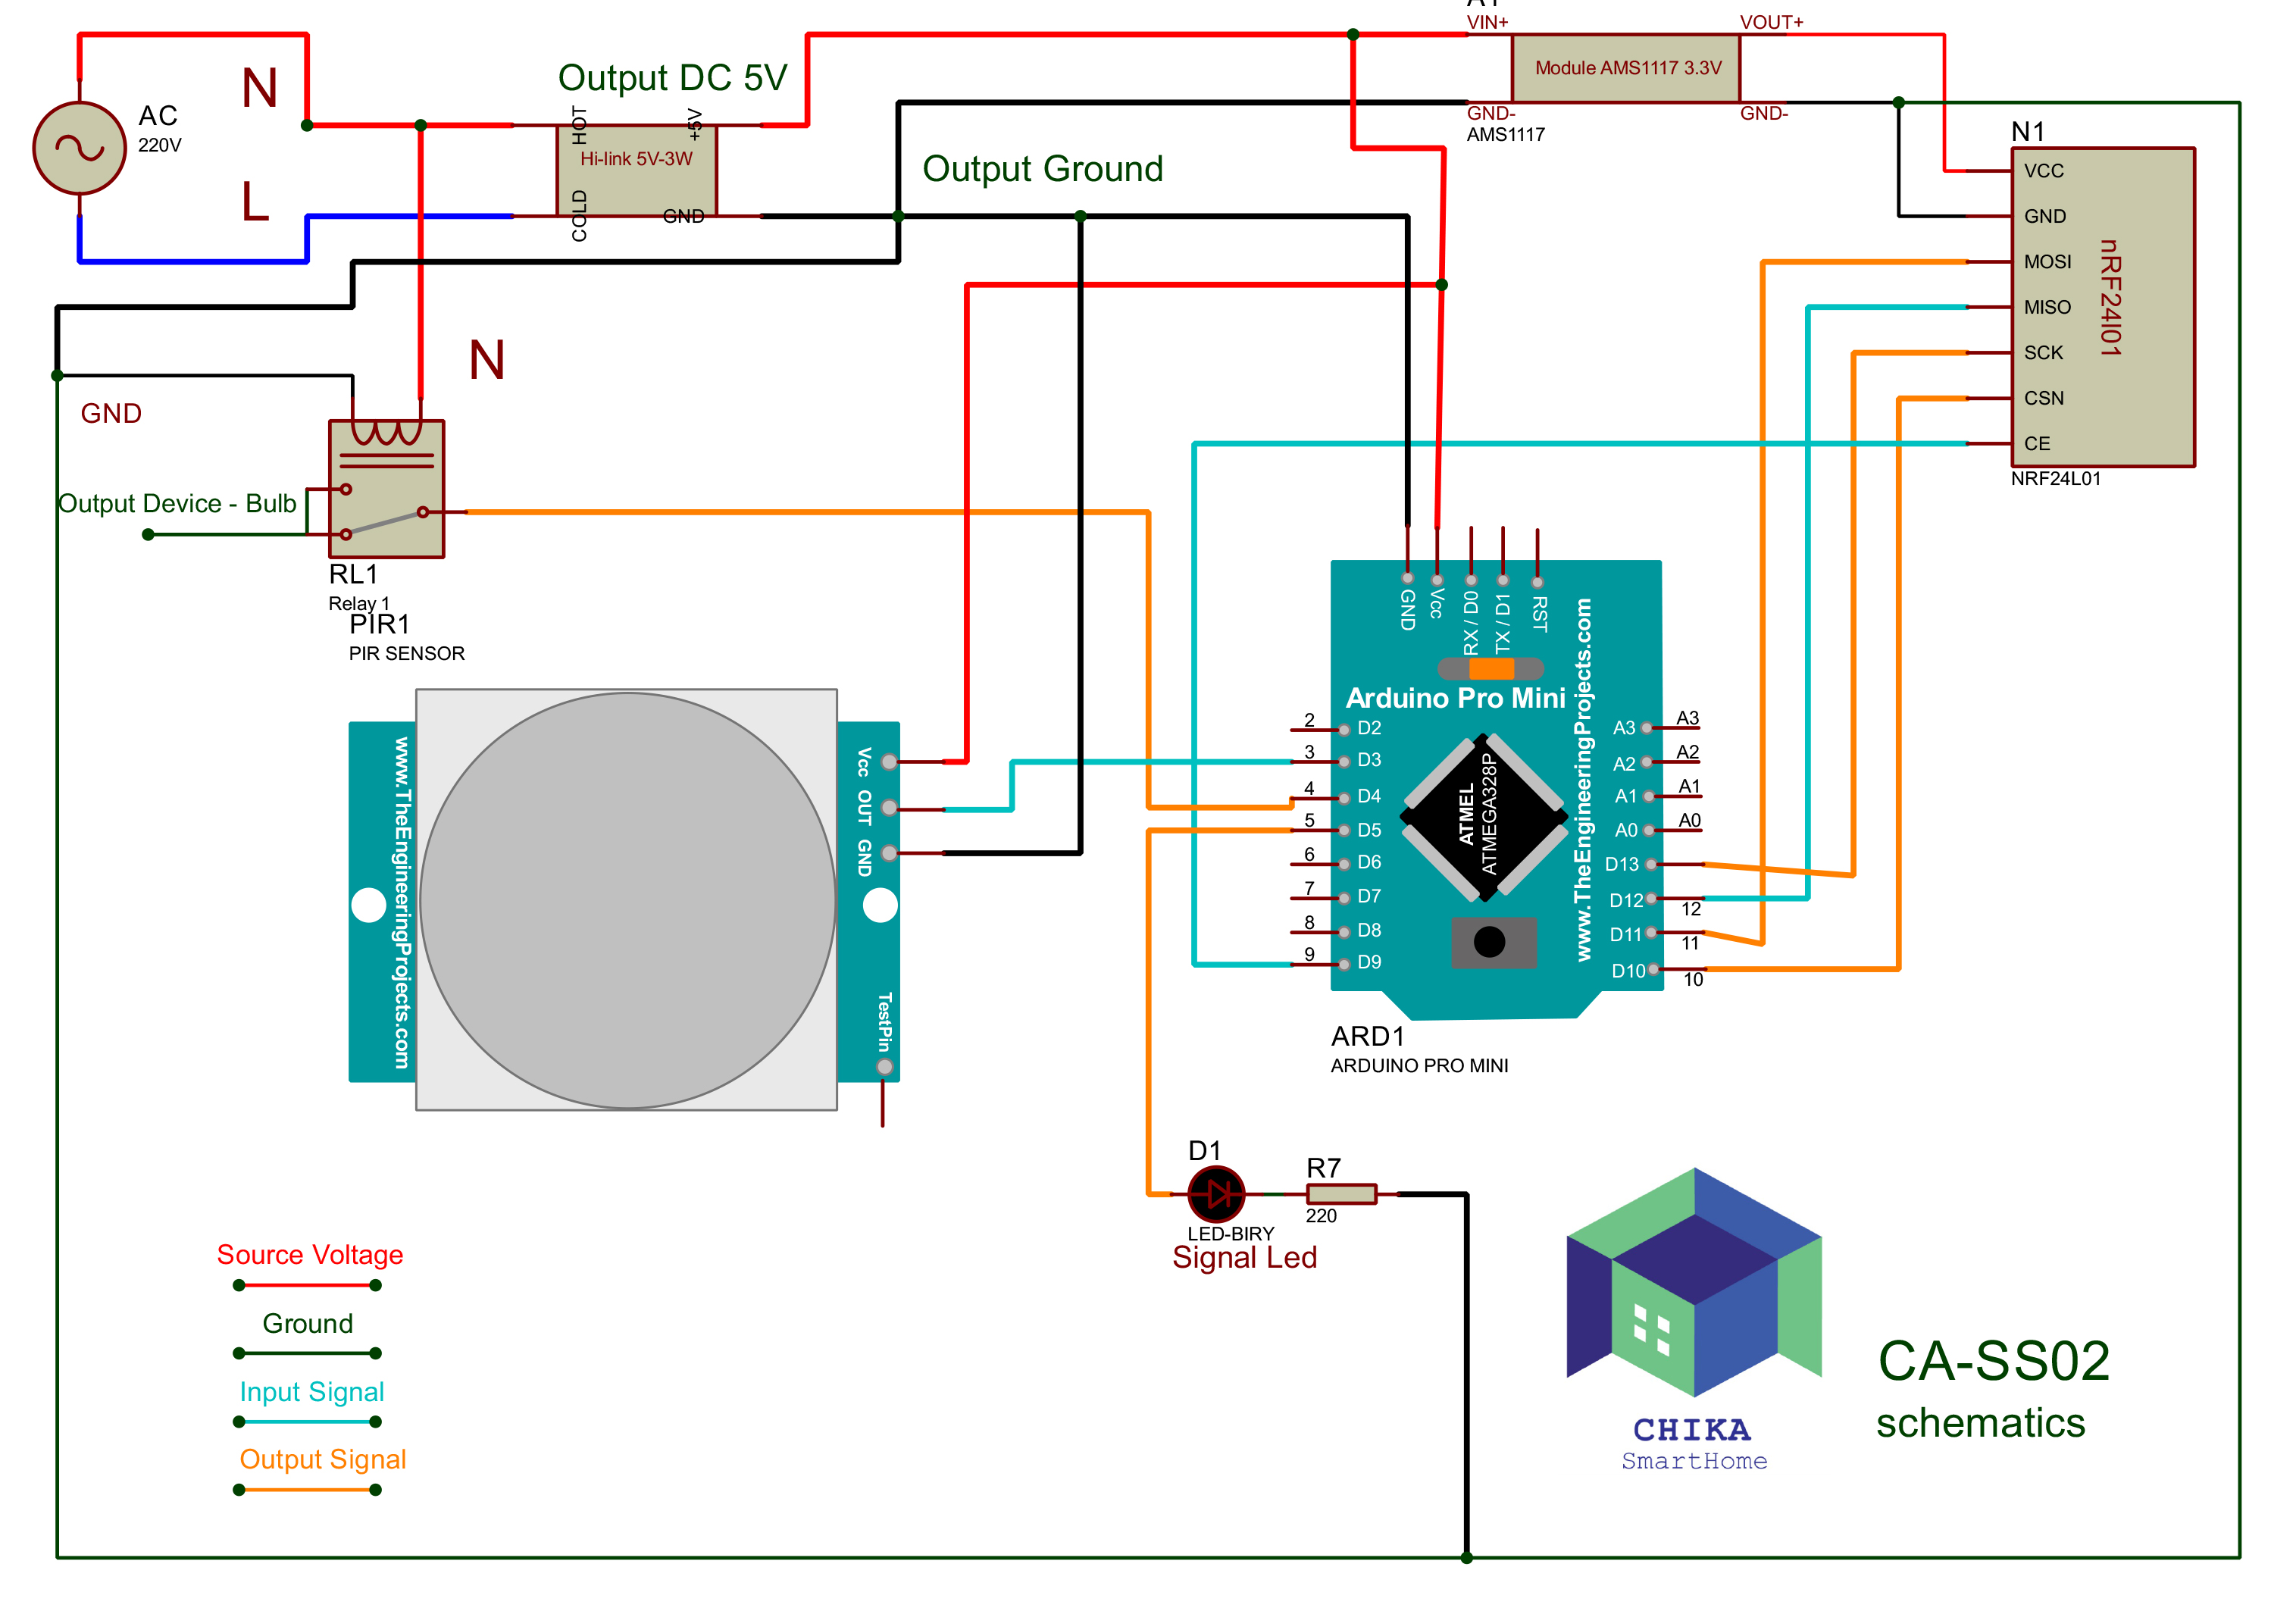 AC
220V
N
L
Output DC 5V
HOT
+5V
Hi-link 5V-3W
COLD
GND
Output Ground
VIN+
VOUT+
Module AMS1117 3.3V
GND-
GND-
AMS1117
N1
VCC
GND
MOSI
MISO
SCK
CSN
CE
nRF24l01
NRF24L01
N
GND
Output Device - Bulb
RL1
Relay 1
PIR1
PIR SENSOR
www.TheEngineeringProjects.com
Vcc
OUT
GND
TestPin
GND
Vcc
RX / D0
TX / D1
RST
Arduino Pro Mini
www.TheEngineeringProjects.com
ATMEL
ATMEGA328P
2 D2
3 D3
4 D4
5 D5
6 D6
7 D7
8 D8
9 D9
A3 A3
A2 A2
A1 A1
A0 A0
D13
D12 12
D11 11
D10 10
ARD1
ARDUINO PRO MINI
D1
LED-BIRY
Signal Led
R7
220
Source Voltage
Ground
Input Signal
Output Signal
CHIKA
SmartHome
CA-SS02
schematics